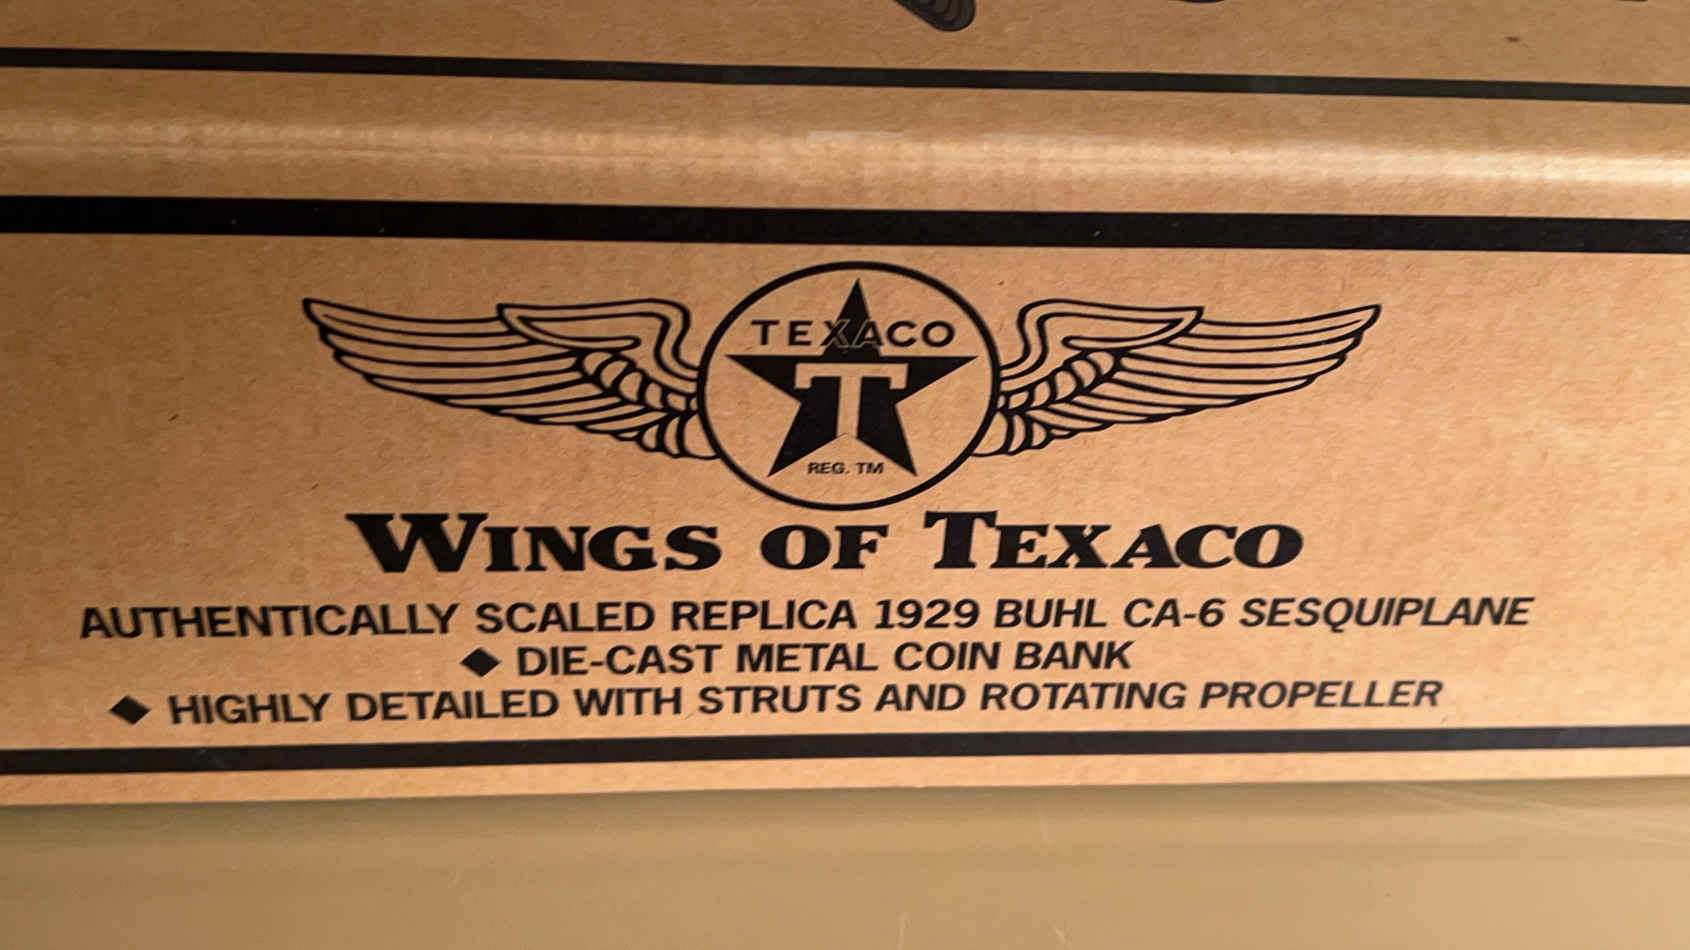 TEXACO
T
REG. TM
WINGS OF TEXACO
AUTHENTICALLY SCALED REPLICA 1929 BUHL CA-6 SESQUIPLANE
◆ DIE-CAST METAL COIN BANK
◆ HIGHLY DETAILED WITH STRUTS AND ROTATING PROPELLER